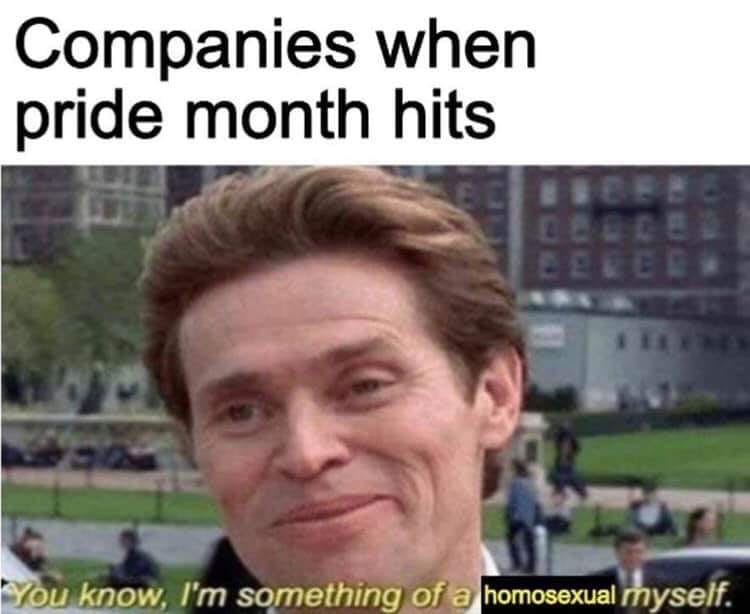 Companies when
pride month hits
You know, I'm something of a homosexual myself.